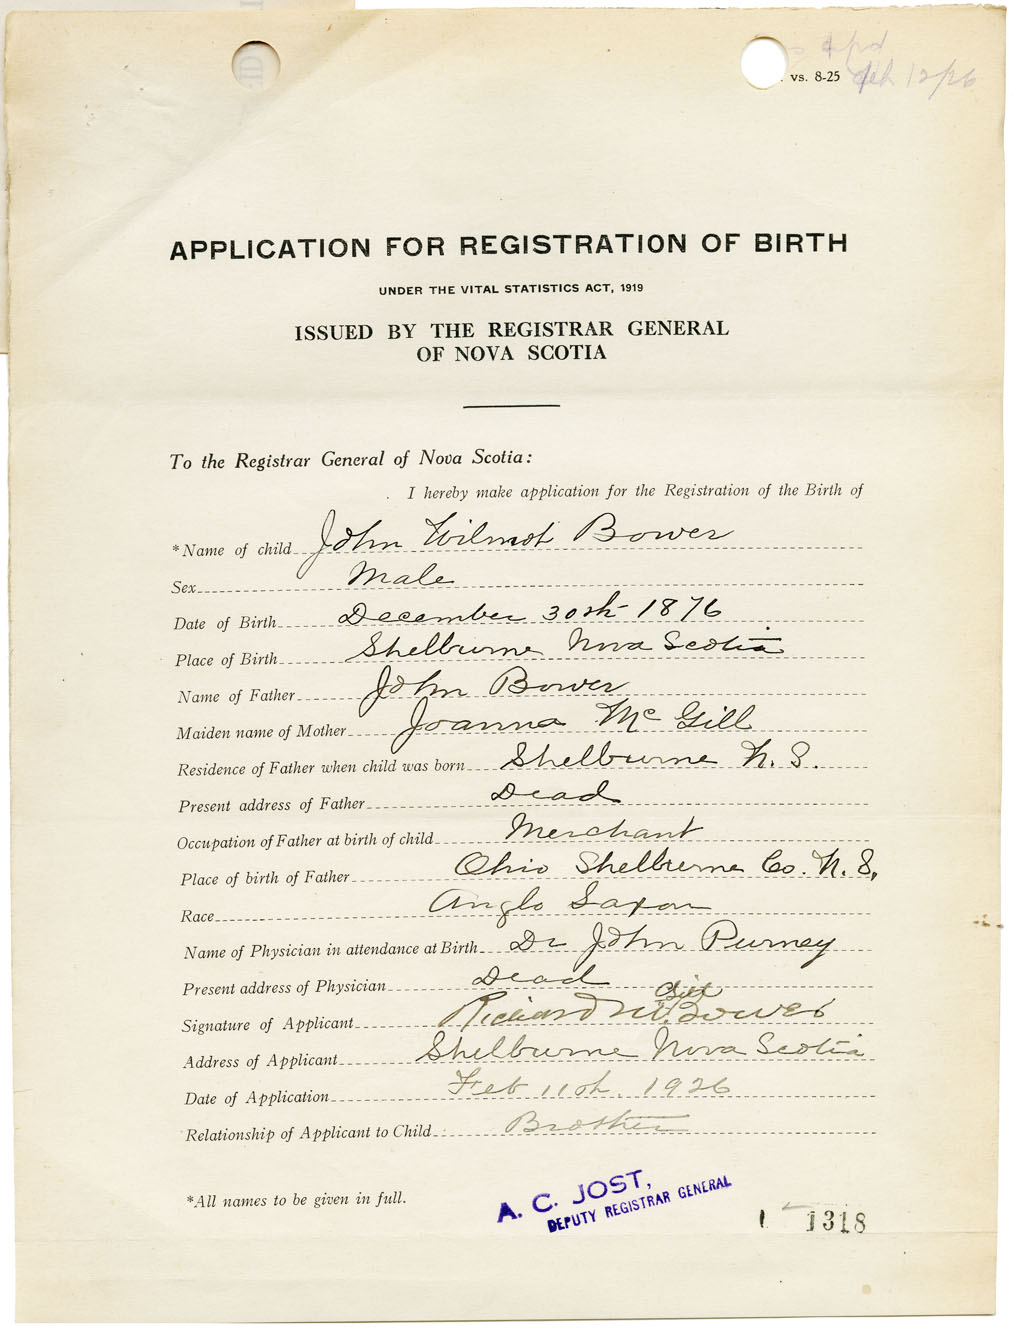 vs. 8-25
12/26
APPLICATION FOR REGISTRATION OF BIRTH
UNDER THE VITAL STATISTICS ACT, 1919
ISSUED BY THE REGISTRAR GENERAL
OF NOVA SCOTIA
To the Registrar General of Nova Scotia:
I hereby make application for the Registration of the Birth of
*Name of child John Wilmot Bower
Sex Male
Date of Birth December 30th 1876
Place of Birth Shelburne Nova Scotia
Name of Father John Bower
Maiden name of Mother Joanna McGill
Residence of Father when child was born Shelburne N. S.
Present address of Father Dead
Occupation of Father at birth of child Merchant
Place of birth of Father Ohio Shelburne Co. N. S.
Race Anglo Saxon
Name of Physician in attendance at Birth Dr John Purney
Present address of Physician Dead
Signature of Applicant Richard McGill Bower
Address of Applicant Shelburne Nova Scotia
Date of Application Feb 11th. 1926
Relationship of Applicant to Child Brother
*All names to be given in full.
A. C. JOST,
DEPUTY REGISTRAR GENERAL
1318